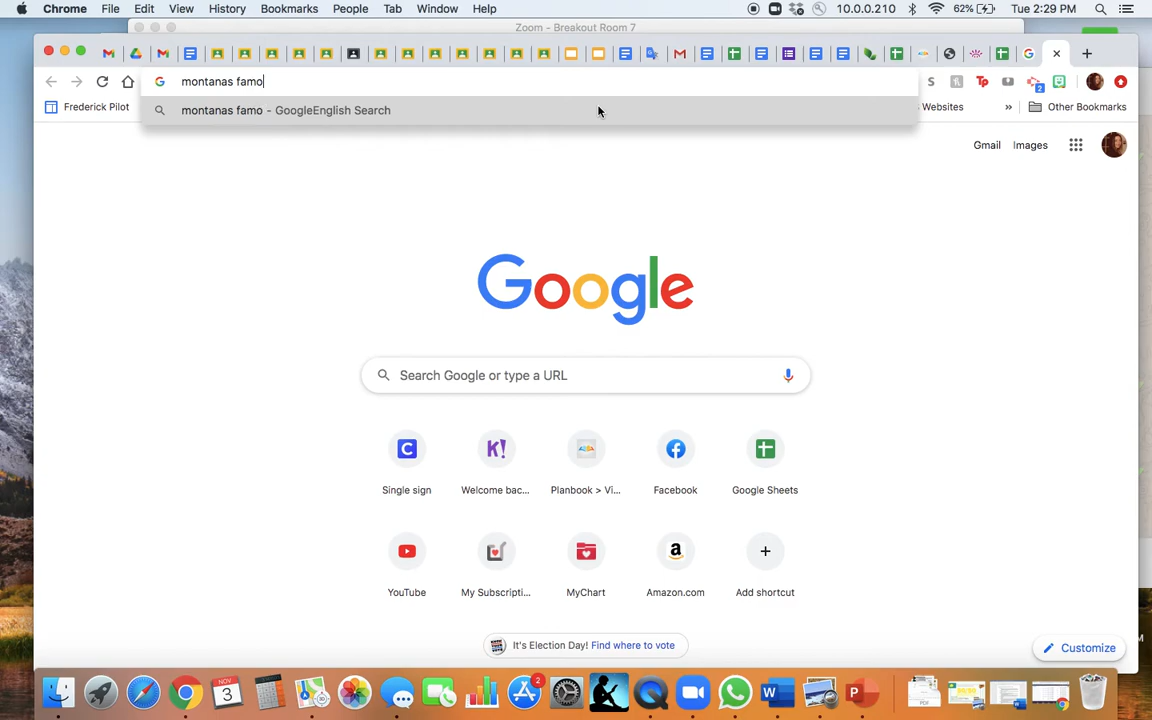 Chrome File Edit View History Bookmarks People Tab Window Help 10.0.0.210 62% Tue 2:29 PM
Zoom - Breakout Room 7
montanas famo
Frederick Pilot Websites » Other Bookmarks
montanas famo - GoogleEnglish Search
Gmail Images
Google
Search Google or type a URL
Single sign Welcome bac... Planbook > Vi... Facebook Google Sheets
YouTube My Subscripti... MyChart Amazon.com Add shortcut
It's Election Day! Find where to vote
Customize
NOV
3
2